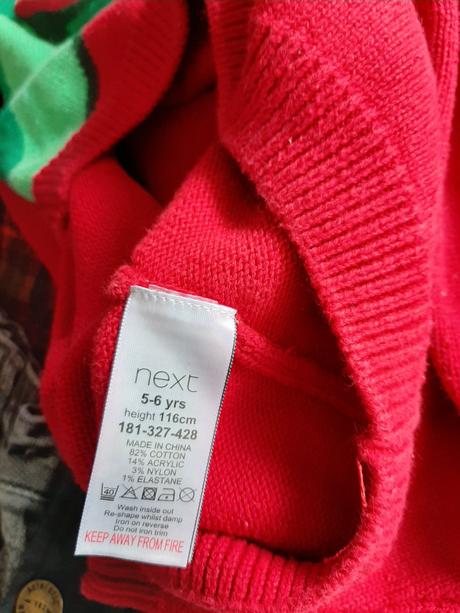 next
5-6 yrs
height 116cm
181-327-428
MADE IN CHINA
82% COTTON
14% ACRYLIC
3% NYLON
1% ELASTANE
40
Wash inside out
Re-shape whilst damp
Iron on reverse
Do not iron trim
KEEP AWAY FROM FIRE